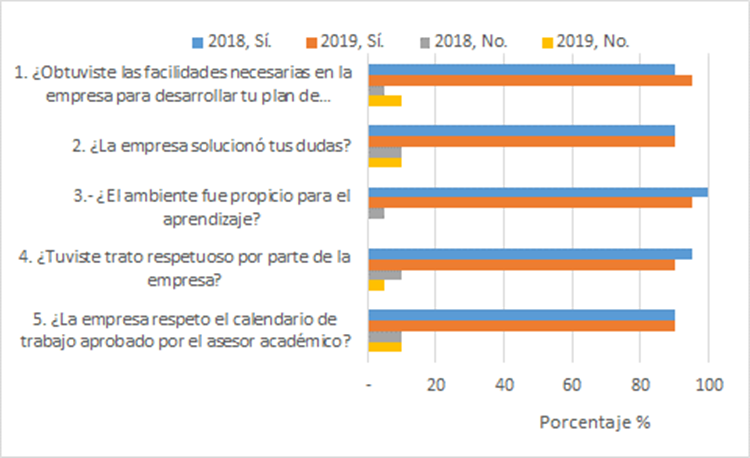 2018, Sí. 2019, Sí. 2018, No. 2019, No.
1. ¿Obtuviste las facilidades necesarias en la
empresa para desarrollar tu plan de...
2. ¿La empresa solucionó tus dudas?
3.- ¿El ambiente fue propicio para el
aprendizaje?
4. ¿Tuviste trato respetuoso por parte de la
empresa?
5. ¿La empresa respeto el calendario de
trabajo aprobado por el asesor académico?
- 20 40 60 80 100
Porcentaje %